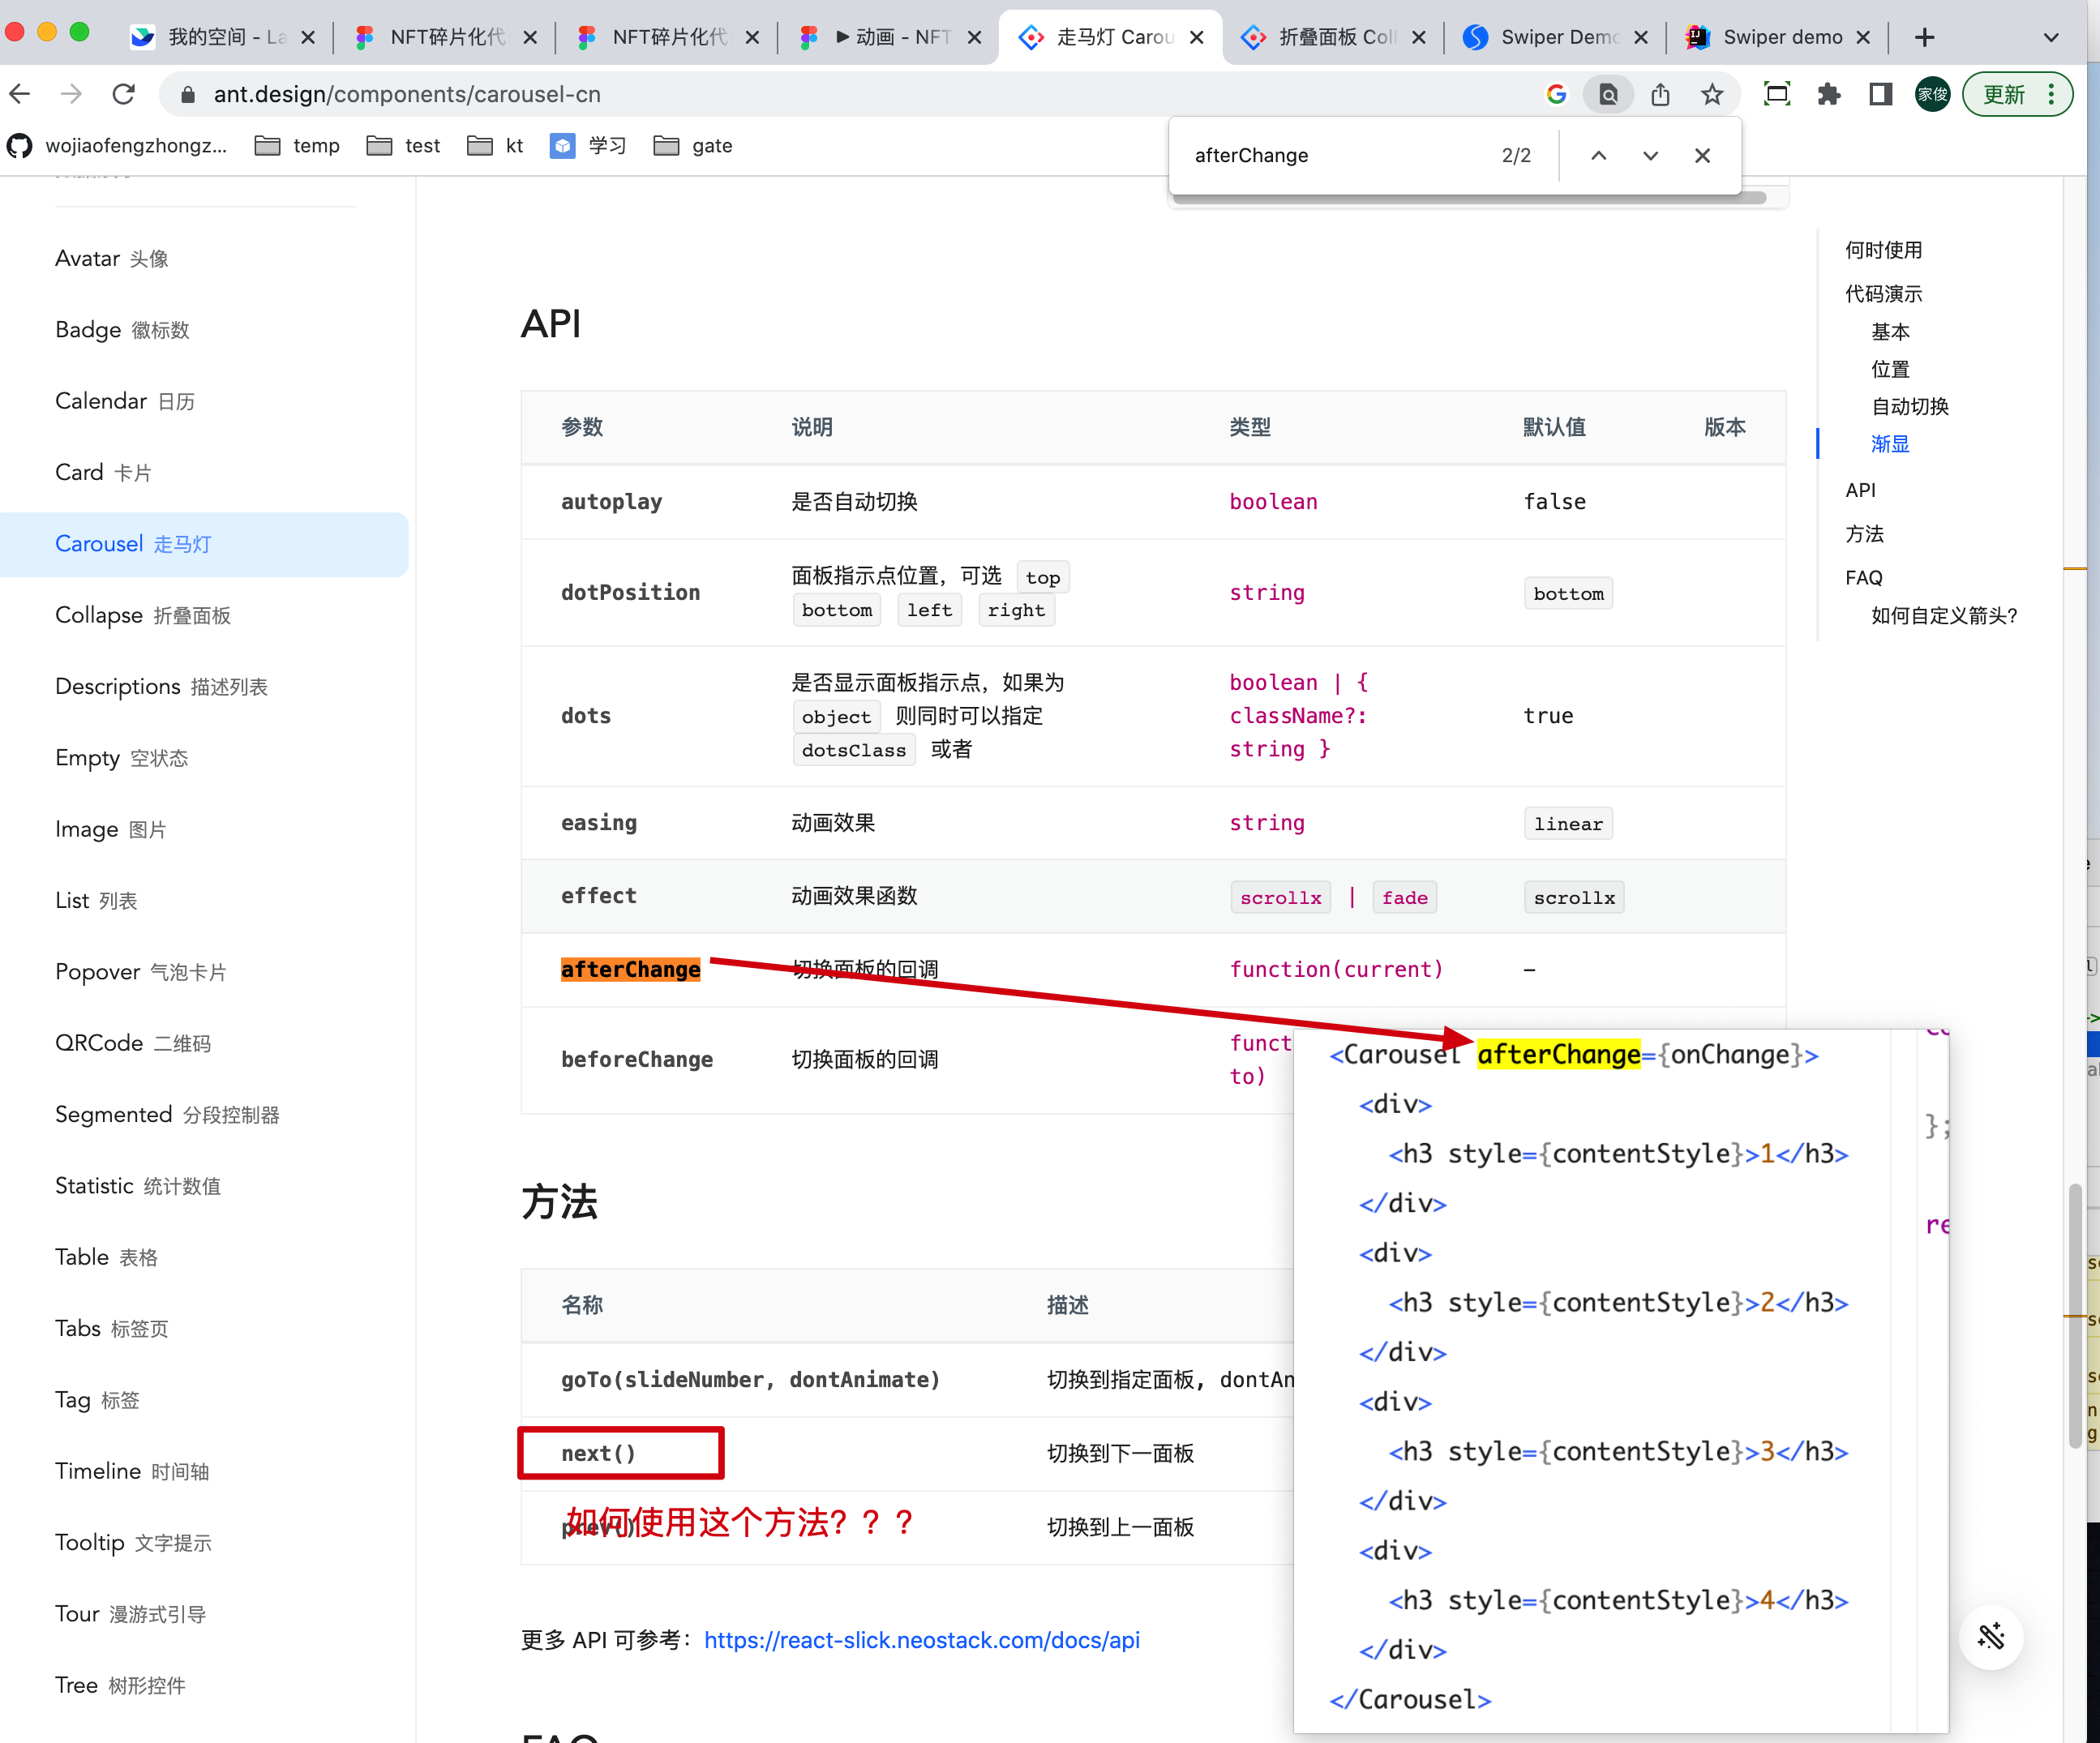 我的空间 - La
NFT碎片化代
NFT碎片化代
▶ 动画 - NFT
走马灯 Carou
折叠面板 Coll
Swiper Demo
Swiper demo
ant.design/components/carousel-cn
家俊
更新
wojiaofengzhongz...
temp
test
kt
学习
gate
afterChange
2/2
Avatar 头像
Badge 徽标数
Calendar 日历
Card 卡片
Carousel 走马灯
Collapse 折叠面板
Descriptions 描述列表
Empty 空状态
Image 图片
List 列表
Popover 气泡卡片
QRCode 二维码
Segmented 分段控制器
Statistic 统计数值
Table 表格
Tabs 标签页
Tag 标签
Timeline 时间轴
Tooltip 文字提示
Tour 漫游式引导
Tree 树形控件
API
参数 说明 类型 默认值 版本
autoplay 是否自动切换 boolean false
dotPosition 面板指示点位置，可选 top
bottom left right
string bottom
dots 是否显示面板指示点，如果为
object 则同时可以指定
dotsClass 或者
boolean | {
className?:
string }
true
easing 动画效果 string linear
effect 动画效果函数 scrollx | fade scrollx
afterChange 切换面板的回调 function(current) -
beforeChange 切换面板的回调 funct
to)
方法
名称 描述
goTo(slideNumber, dontAnimate) 切换到指定面板, dontAn
next() 切换到下一面板
如何使用这个方法？？？
prev() 切换到上一面板
更多 API 可参考：https://react-slick.neostack.com/docs/api
FAQ
<Carousel afterChange={onChange}>
<div>
<h3 style={contentStyle}>1</h3>
</div>
<div>
<h3 style={contentStyle}>2</h3>
</div>
<div>
<h3 style={contentStyle}>3</h3>
</div>
<div>
<h3 style={contentStyle}>4</h3>
</div>
</Carousel>
};
re
何时使用
代码演示
基本
位置
自动切换
渐显
API
方法
FAQ
如何自定义箭头？